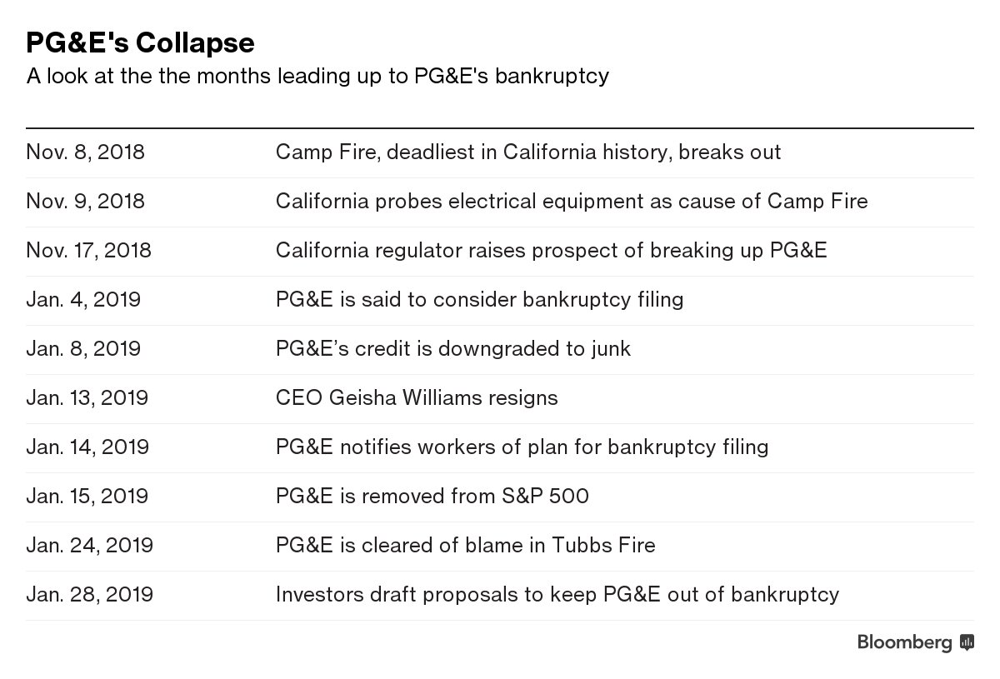 PG&E's Collapse
A look at the the months leading up to PG&E's bankruptcy
Nov. 8, 2018 Camp Fire, deadliest in California history, breaks out
Nov. 9, 2018 California probes electrical equipment as cause of Camp Fire
Nov. 17, 2018 California regulator raises prospect of breaking up PG&E
Jan. 4, 2019 PG&E is said to consider bankruptcy filing
Jan. 8, 2019 PG&E’s credit is downgraded to junk
Jan. 13, 2019 CEO Geisha Williams resigns
Jan. 14, 2019 PG&E notifies workers of plan for bankruptcy filing
Jan. 15, 2019 PG&E is removed from S&P 500
Jan. 24, 2019 PG&E is cleared of blame in Tubbs Fire
Jan. 28, 2019 Investors draft proposals to keep PG&E out of bankruptcy
Bloomberg